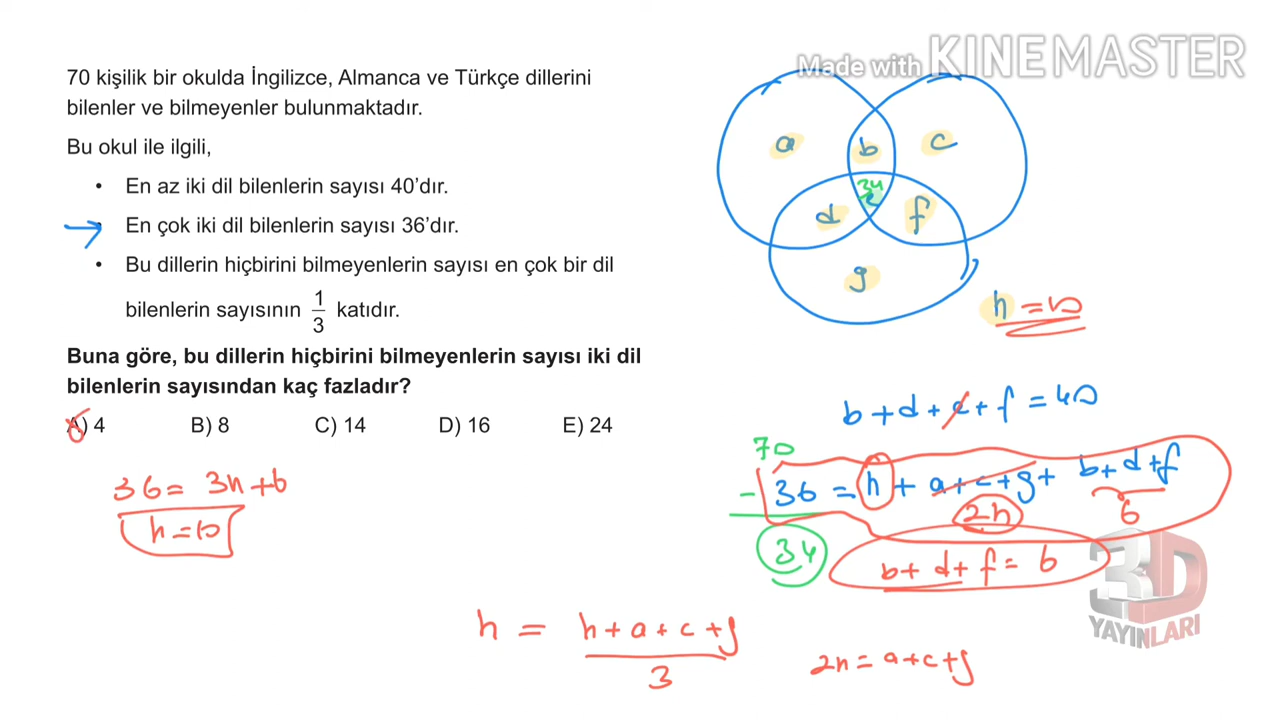 Made with KINEMASTER
70 kişilik bir okulda İngilizce, Almanca ve Türkçe dillerini
bilenler ve bilmeyenler bulunmaktadır.
Bu okul ile ilgili,
• En az iki dil bilenlerin sayısı 40'dır.
En çok iki dil bilenlerin sayısı 36'dır.
• Bu dillerin hiçbirini bilmeyenlerin sayısı en çok bir dil
bilenlerin sayısının 1/3 katıdır.
Buna göre, bu dillerin hiçbirini bilmeyenlerin sayısı iki dil
bilenlerin sayısından kaç fazladır?
A) 4 B) 8 C) 14 D) 16 E) 24
a b c
34
d f
g
h = 10
b + d + e + f = 40
70
- 36 = h + a + c + g + b + d + f
2h 6
34
b + d + f = 6
36 = 3h + 6
h = 10
h = h + a + c + g / 3
2h = a + c + g
3D
YAYINLARI